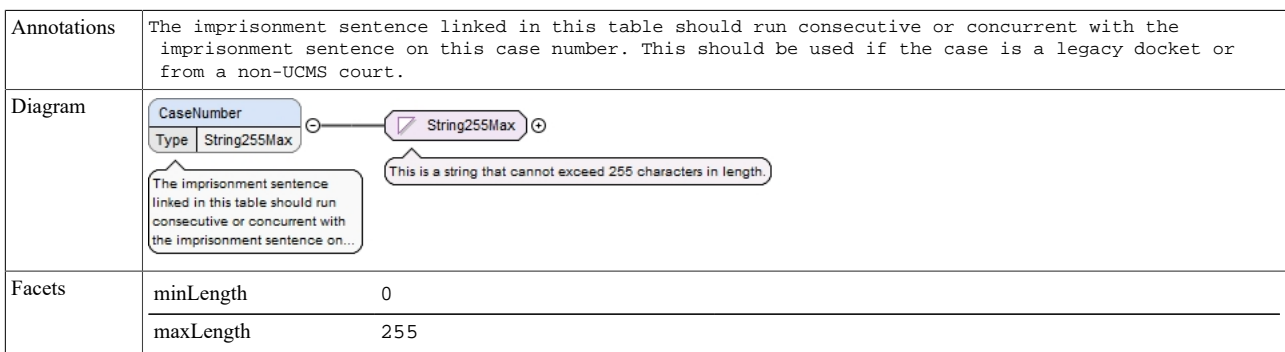 Annotations
The imprisonment sentence linked in this table should run consecutive or concurrent with the
imprisonment sentence on this case number. This should be used if the case is a legacy docket or
from a non-UCMS court.
Diagram
CaseNumber
Type String255Max
String255Max
The imprisonment sentence
linked in this table should run
consecutive or concurrent with
the imprisonment sentence on...
This is a string that cannot exceed 255 characters in length.
Facets
minLength 0
maxLength 255